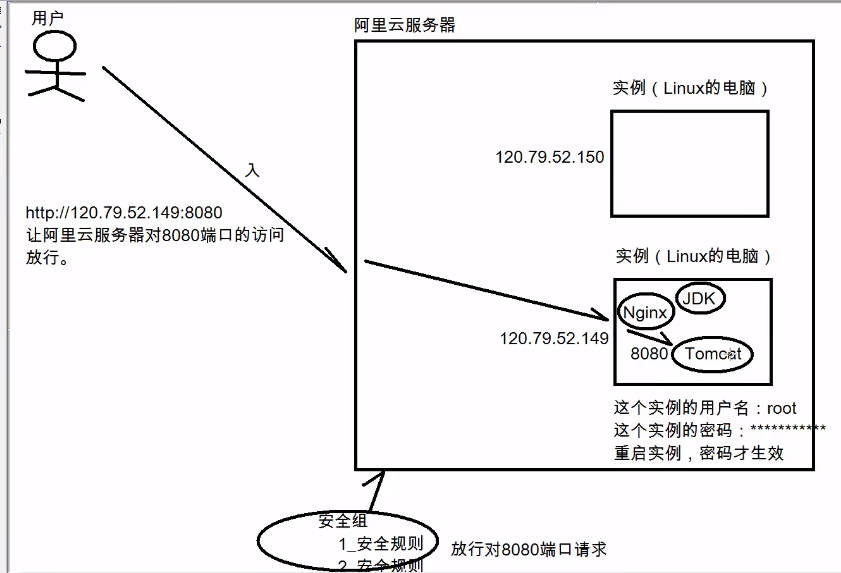 用户
阿里云服务器
实例（Linux的电脑）
120.79.52.150
入
http://120.79.52.149:8080
让阿里云服务器对8080端口的访问
放行。
实例（Linux的电脑）
Nginx
JDK
120.79.52.149
8080
Tomcat
这个实例的用户名：root
这个实例的密码：***********
重启实例，密码才生效
安全组
1_安全规则
放行对8080端口请求
2_安全规则